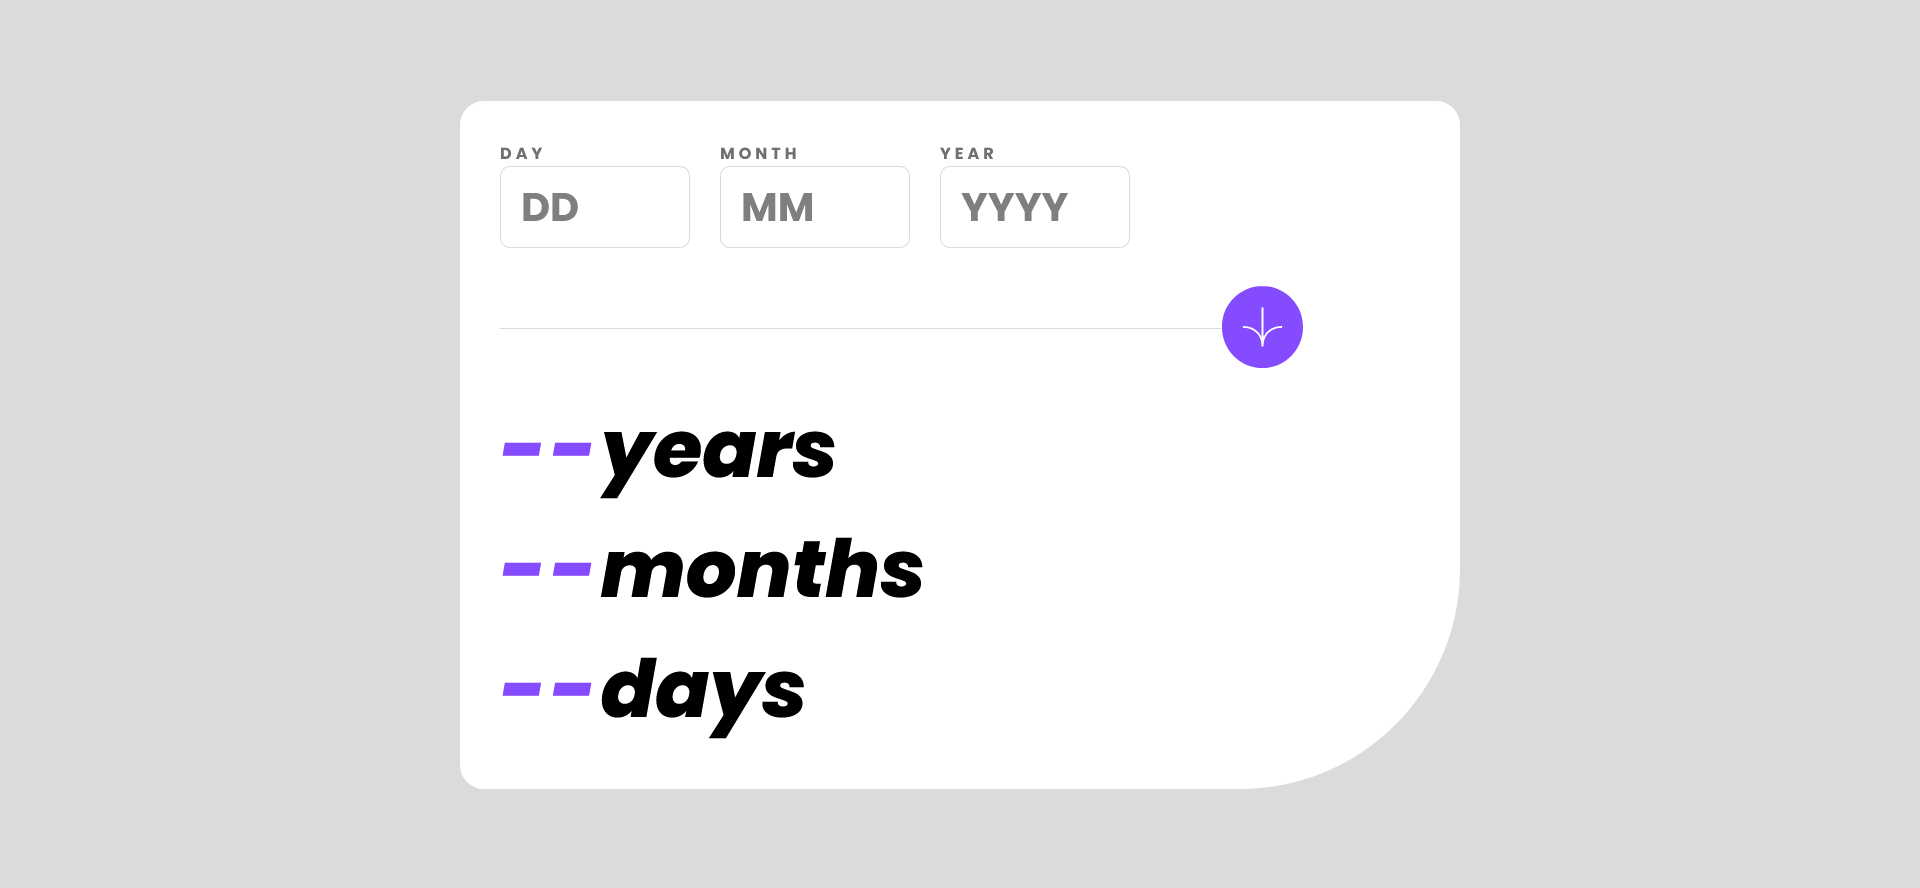 DAY MONTH YEAR
DD MM YYYY
--years
--months
--days